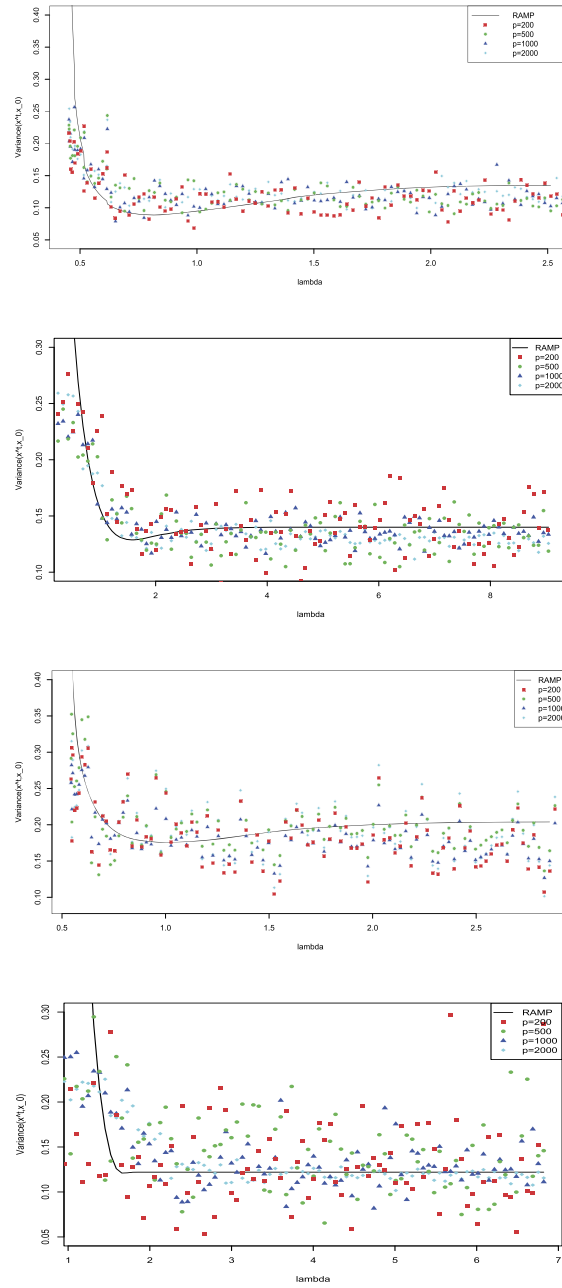 RAMP
p=200
p=500
p=1000
p=2000
Variance(x^t,x_0)
0.40
0.35
0.30
0.25
0.20
0.15
0.10
0.05
0.5 1.0 1.5 2.0 2.5
lambda
RAMP
p=200
p=500
p=1000
p=2000
Variance(x^t,x_0)
0.30
0.25
0.20
0.15
0.10
2 4 6 8
lambda
RAMP
p=200
p=500
p=1000
p=2000
Variance(x^t,x_0)
0.40
0.35
0.30
0.25
0.20
0.15
0.10
0.5 1.0 1.5 2.0 2.5
lambda
RAMP
p=200
p=500
p=1000
p=2000
Variance(x^t,x_0)
0.30
0.25
0.20
0.15
0.10
0.05
1 2 3 4 5 6 7
lambda